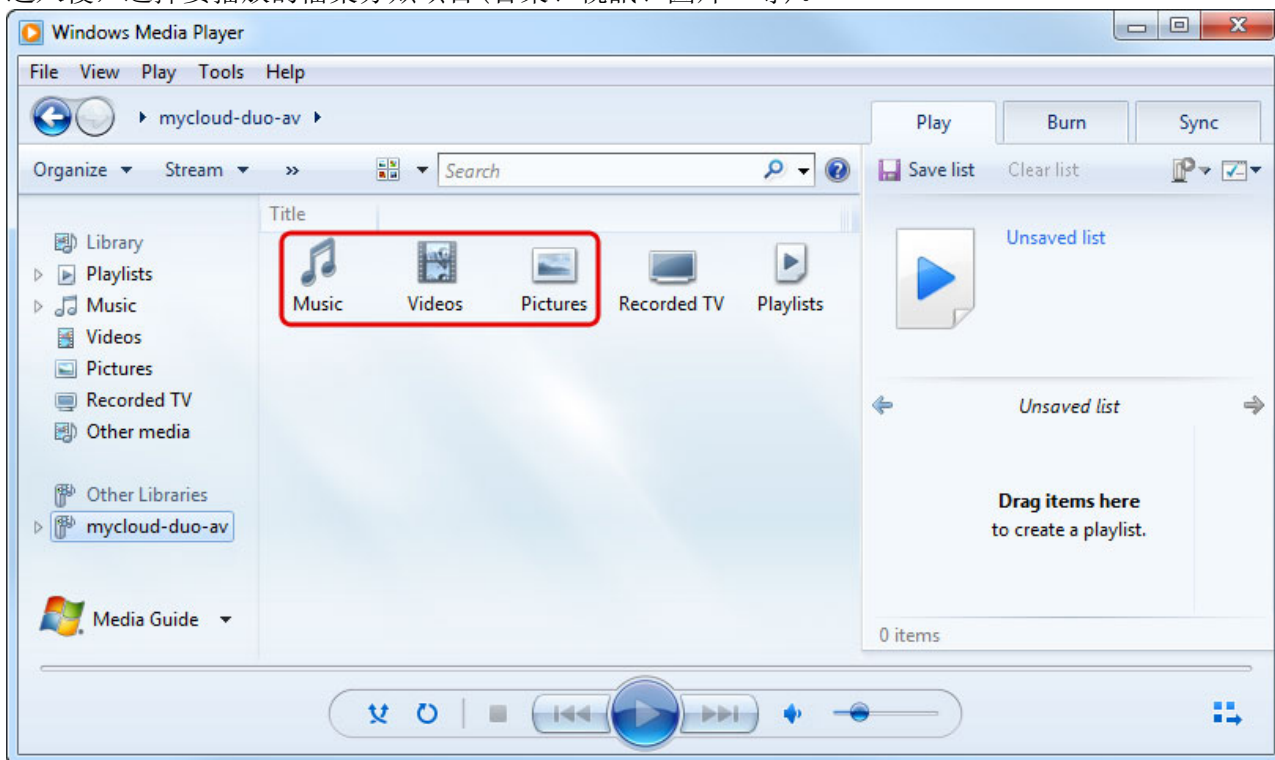 Windows Media Player
File View Play Tools Help
mycloud-duo-av
Play Burn Sync
Organize Stream » Search
Save list Clear list
Title
Library
Playlists
Music
Videos
Pictures
Recorded TV
Other media
Other Libraries
mycloud-duo-av
Media Guide
Music Videos Pictures Recorded TV Playlists
Unsaved list
Unsaved list
Drag items here
to create a playlist.
0 items